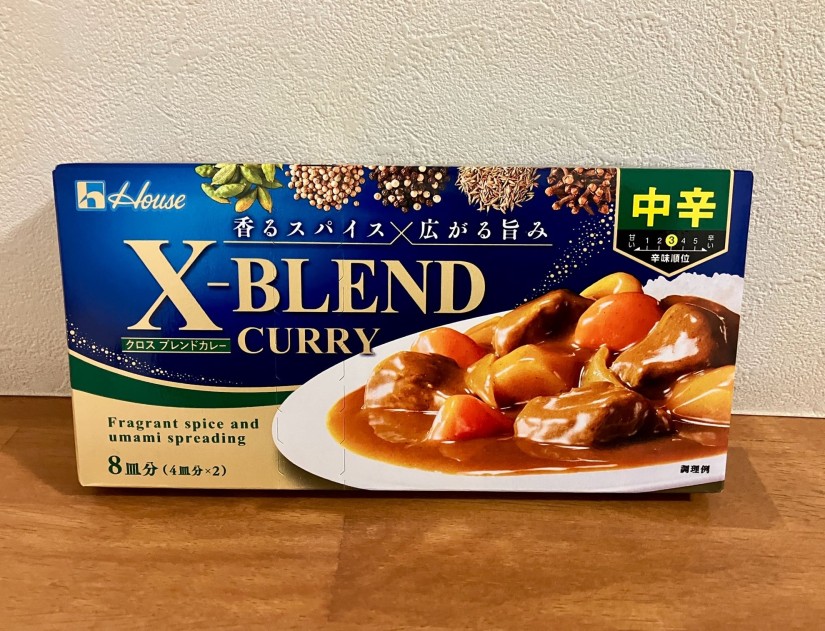 House
香るスパイス×広がる旨み
X-BLEND
クロス ブレンドカレー
CURRY
中辛
甘い 1 2 3 4 5 辛い
辛味順位
Fragrant spice and
umami spreading
8皿分(4皿分×2)
調理例